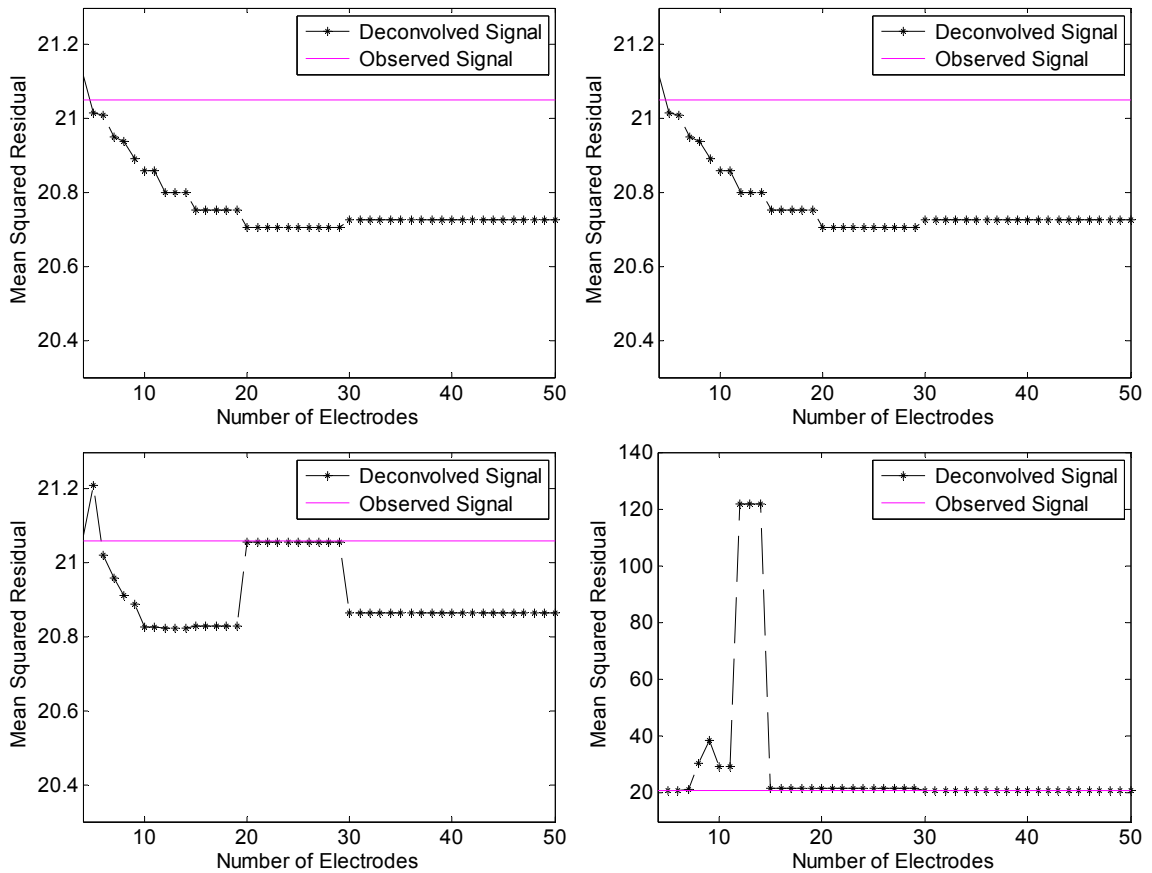 Deconvolved Signal
Observed Signal
Mean Squared Residual
21.2
21
20.8
20.6
20.4
10 20 30 40 50
Number of Electrodes
Deconvolved Signal
Observed Signal
Mean Squared Residual
21.2
21
20.8
20.6
20.4
10 20 30 40 50
Number of Electrodes
Deconvolved Signal
Observed Signal
Mean Squared Residual
21.2
21
20.8
20.6
20.4
10 20 30 40 50
Number of Electrodes
Deconvolved Signal
Observed Signal
Mean Squared Residual
140
120
100
80
60
40
20
10 20 30 40 50
Number of Electrodes